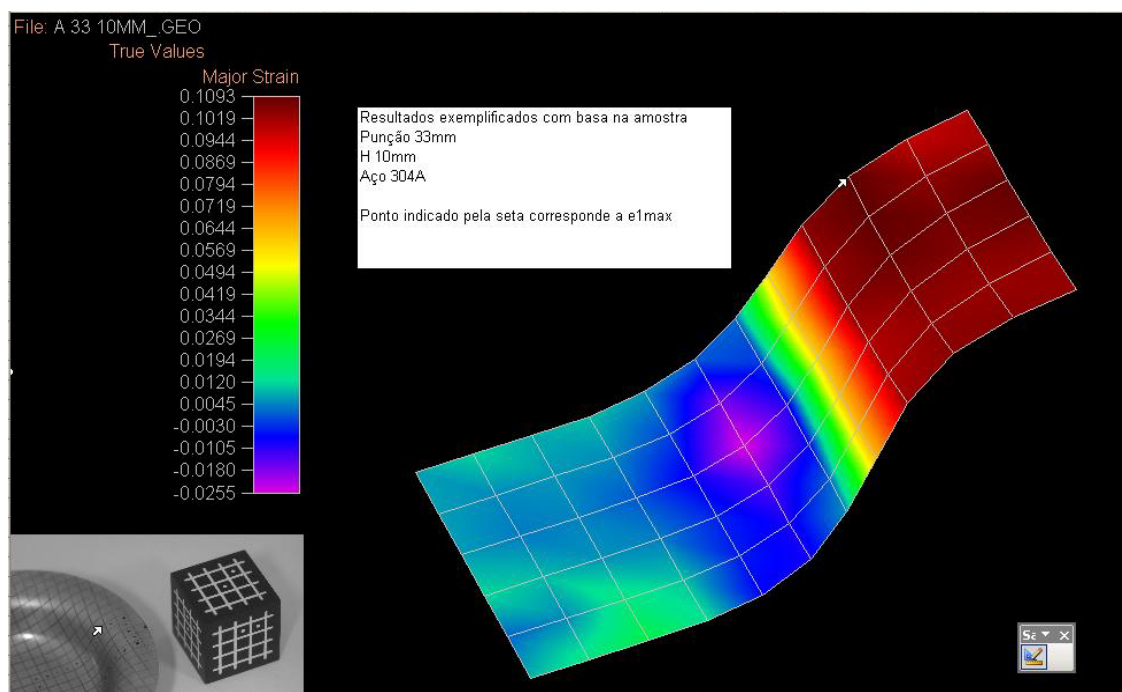 File: A 33 10MM_.GEO
True Values
Major Strain
0.1093
0.1019
0.0944
0.0869
0.0794
0.0719
0.0644
0.0569
0.0494
0.0419
0.0344
0.0269
0.0194
0.0120
0.0045
-0.0030
-0.0105
-0.0180
-0.0255
Resultados exemplificados com basa na amostra
Punção 33mm
H 10mm
Aço 304A
Ponto indicado pela seta corresponde a e1max